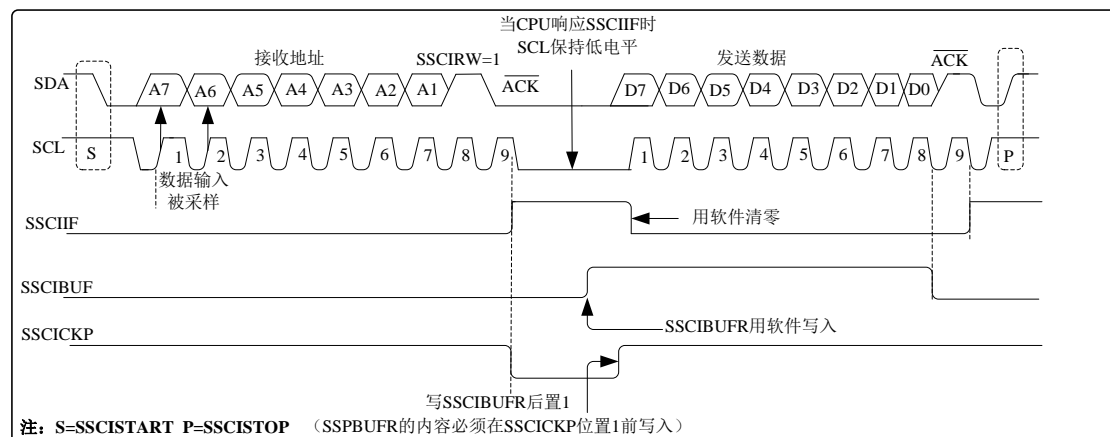 当CPU响应SSCIIF时
SCL保持低电平
接收地址
SSCIRW=1
发送数据
SDA
A7 A6 A5 A4 A3 A2 A1
ACK
D7 D6 D5 D4 D3 D2 D1 D0
ACK
SCL
S
1 2 3 4 5 6 7 8 9
1 2 3 4 5 6 7 8 9
P
数据输入
被采样
SSCIIF
用软件清零
SSCIBUF
SSCIBUFR用软件写入
SSCICKP
写SSCIBUFR后置1
注：S=SSCISTART P=SSCISTOP （SSPBUFR的内容必须在SSCICKP位置1前写入）